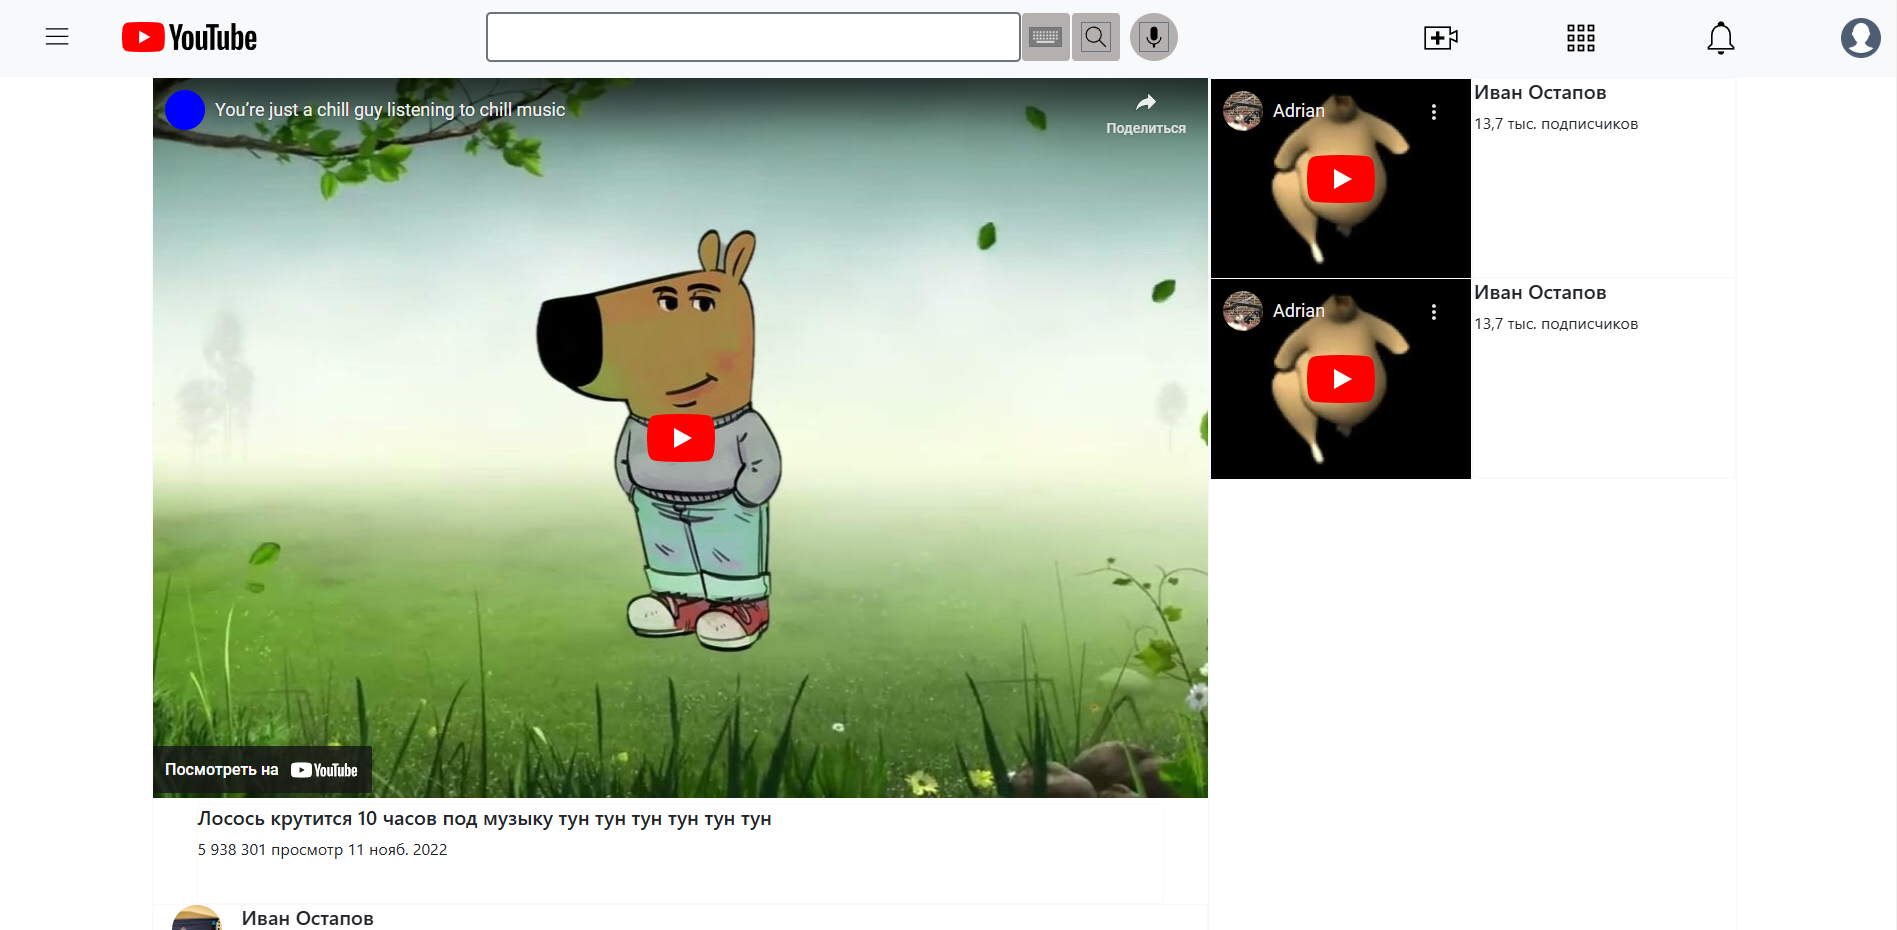 YouTube
You’re just a chill guy listening to chill music
Поделиться
Посмотреть на YouTube
Adrian
Иван Остапов
13,7 тыс. подписчиков
Adrian
Иван Остапов
13,7 тыс. подписчиков
Лосось крутится 10 часов под музыку тун тун тун тун тун тун
5 938 301 просмотр 11 нояб. 2022
Иван Остапов